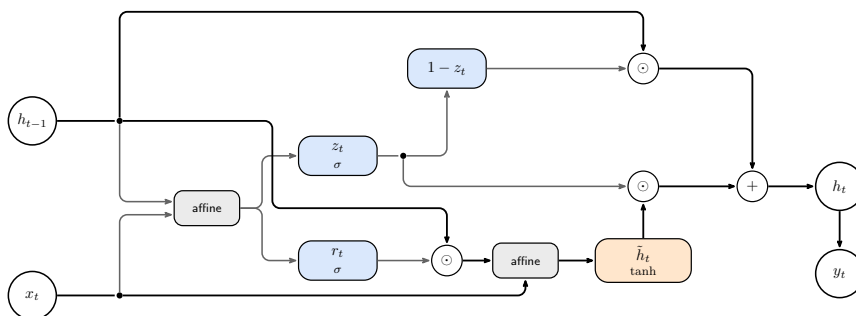 1 − z_t
⊙
h_{t−1}
z_t
σ
affine
⊙
+
h_t
r_t
σ
⊙
affine
h̃_t
tanh
x_t
y_t